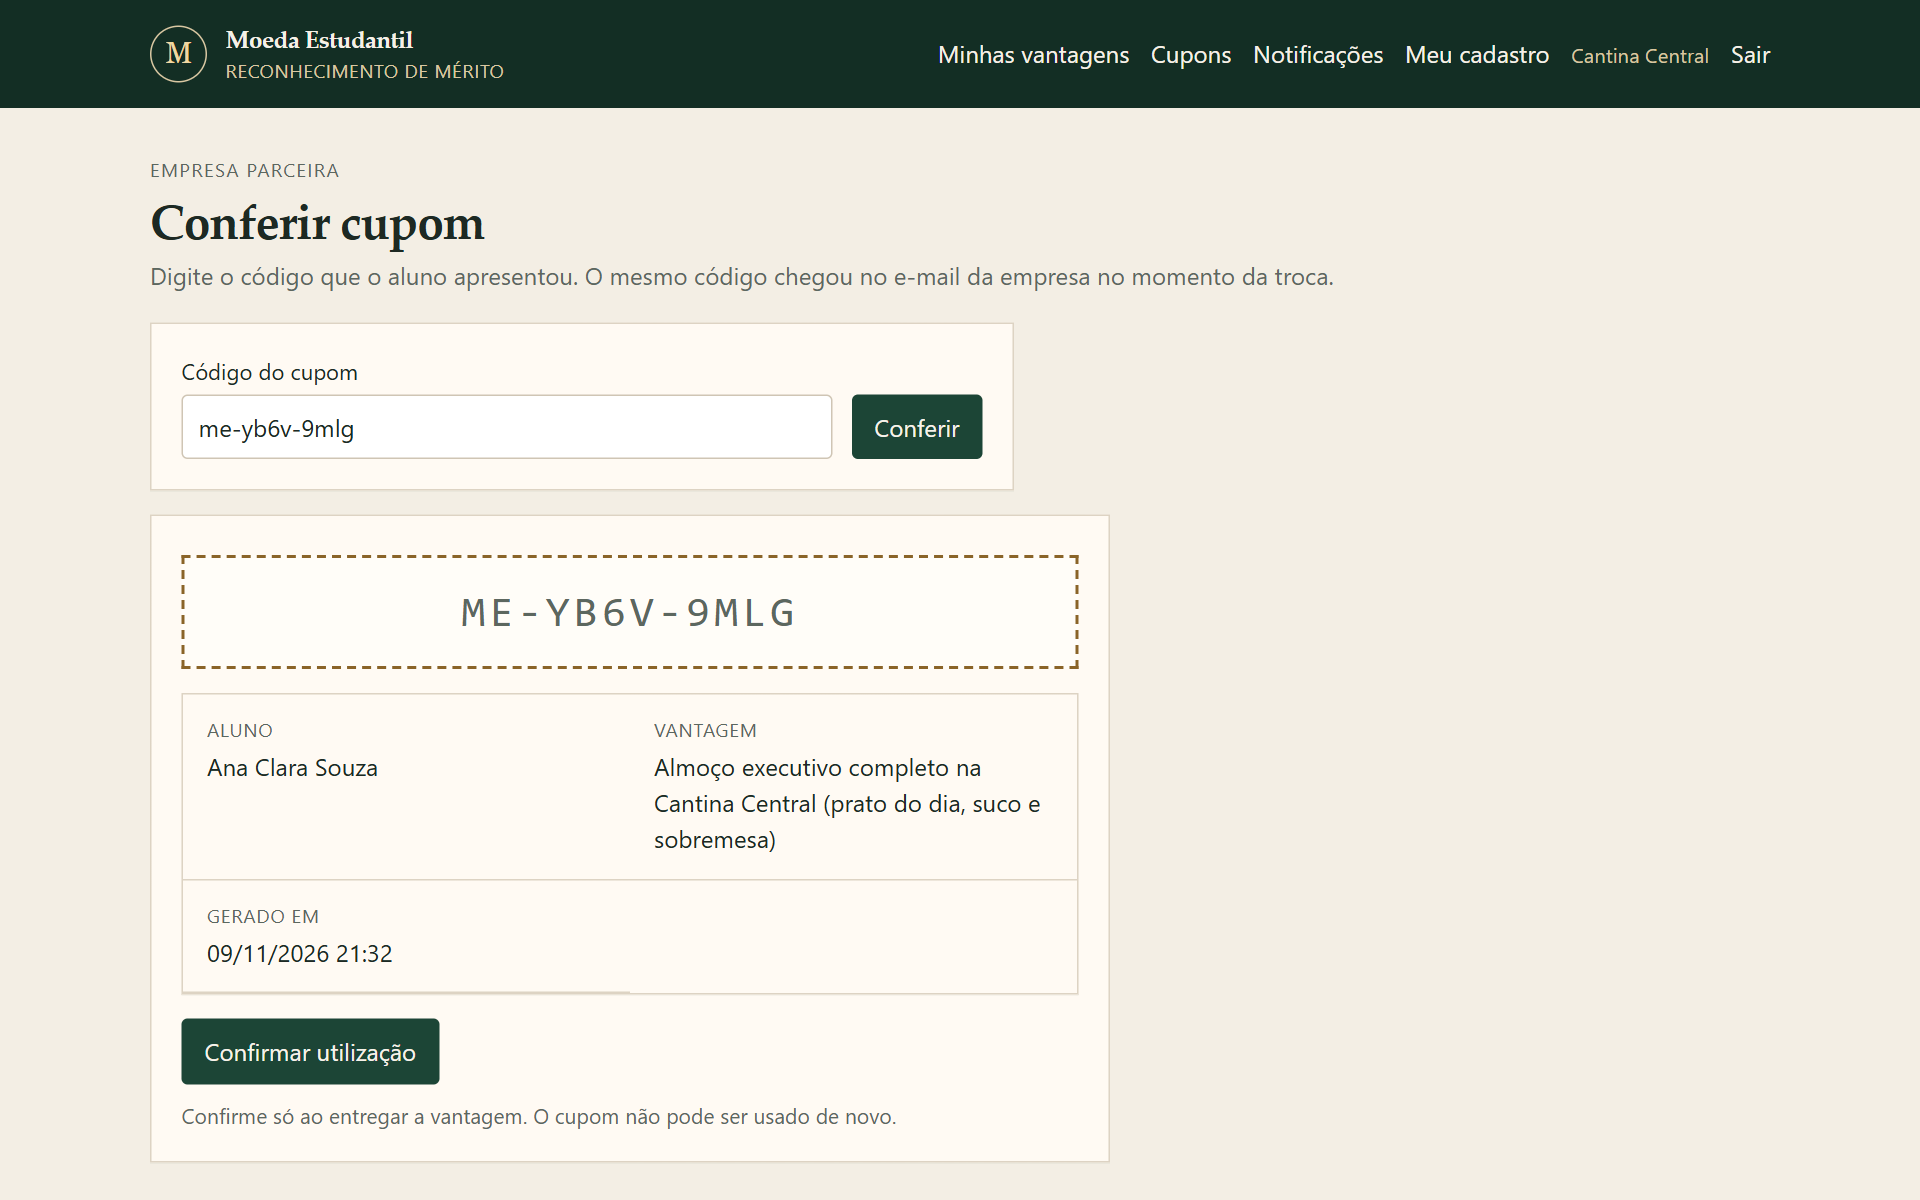 M
Moeda Estudantil
RECONHECIMENTO DE MÉRITO
Minhas vantagens Cupons Notificações Meu cadastro Cantina Central Sair
EMPRESA PARCEIRA
Conferir cupom
Digite o código que o aluno apresentou. O mesmo código chegou no e-mail da empresa no momento da troca.
Código do cupom
me-yb6v-9mlg
Conferir
ME-YB6V-9MLG
ALUNO
Ana Clara Souza
VANTAGEM
Almoço executivo completo na
Cantina Central (prato do dia, suco e
sobremesa)
GERADO EM
09/11/2026 21:32
Confirmar utilização
Confirme só ao entregar a vantagem. O cupom não pode ser usado de novo.